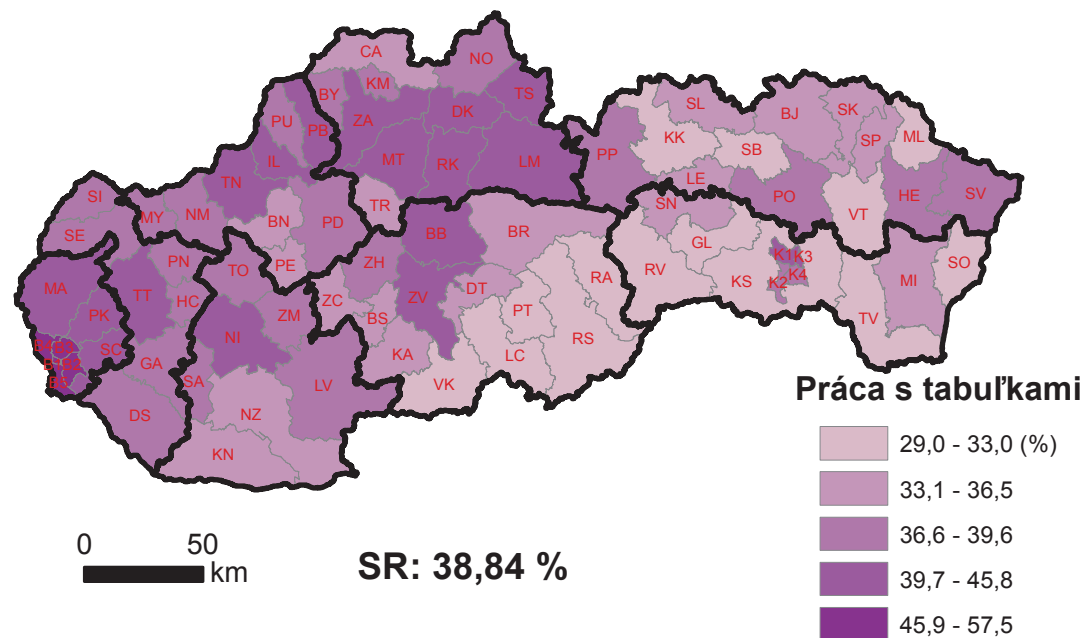 CA
NO
KM
BY
TS
PU
ZA
DK
PB
SL
BJ
SK
SP
ML
KK
SB
IL
MT
RK
LM
PP
LE
TN
PO
HE
SV
SI
MY
NM
BN
PD
TR
SN
VT
SE
BB
BR
GL
K1
K3
PN
PE
ZH
RV
KS
K2
K4
SO
TO
RA
MI
MA
TT
HC
ZC
DT
PK
ZM
BS
ZV
PT
TV
NI
SC
KA
RS
GA
LC
SA
LV
VK
DS
NZ
KN
Práca s tabuľkami
29,0 - 33,0 (%)
33,1 - 36,5
36,6 - 39,6
39,7 - 45,8
45,9 - 57,5
0 50
km
SR: 38,84 %